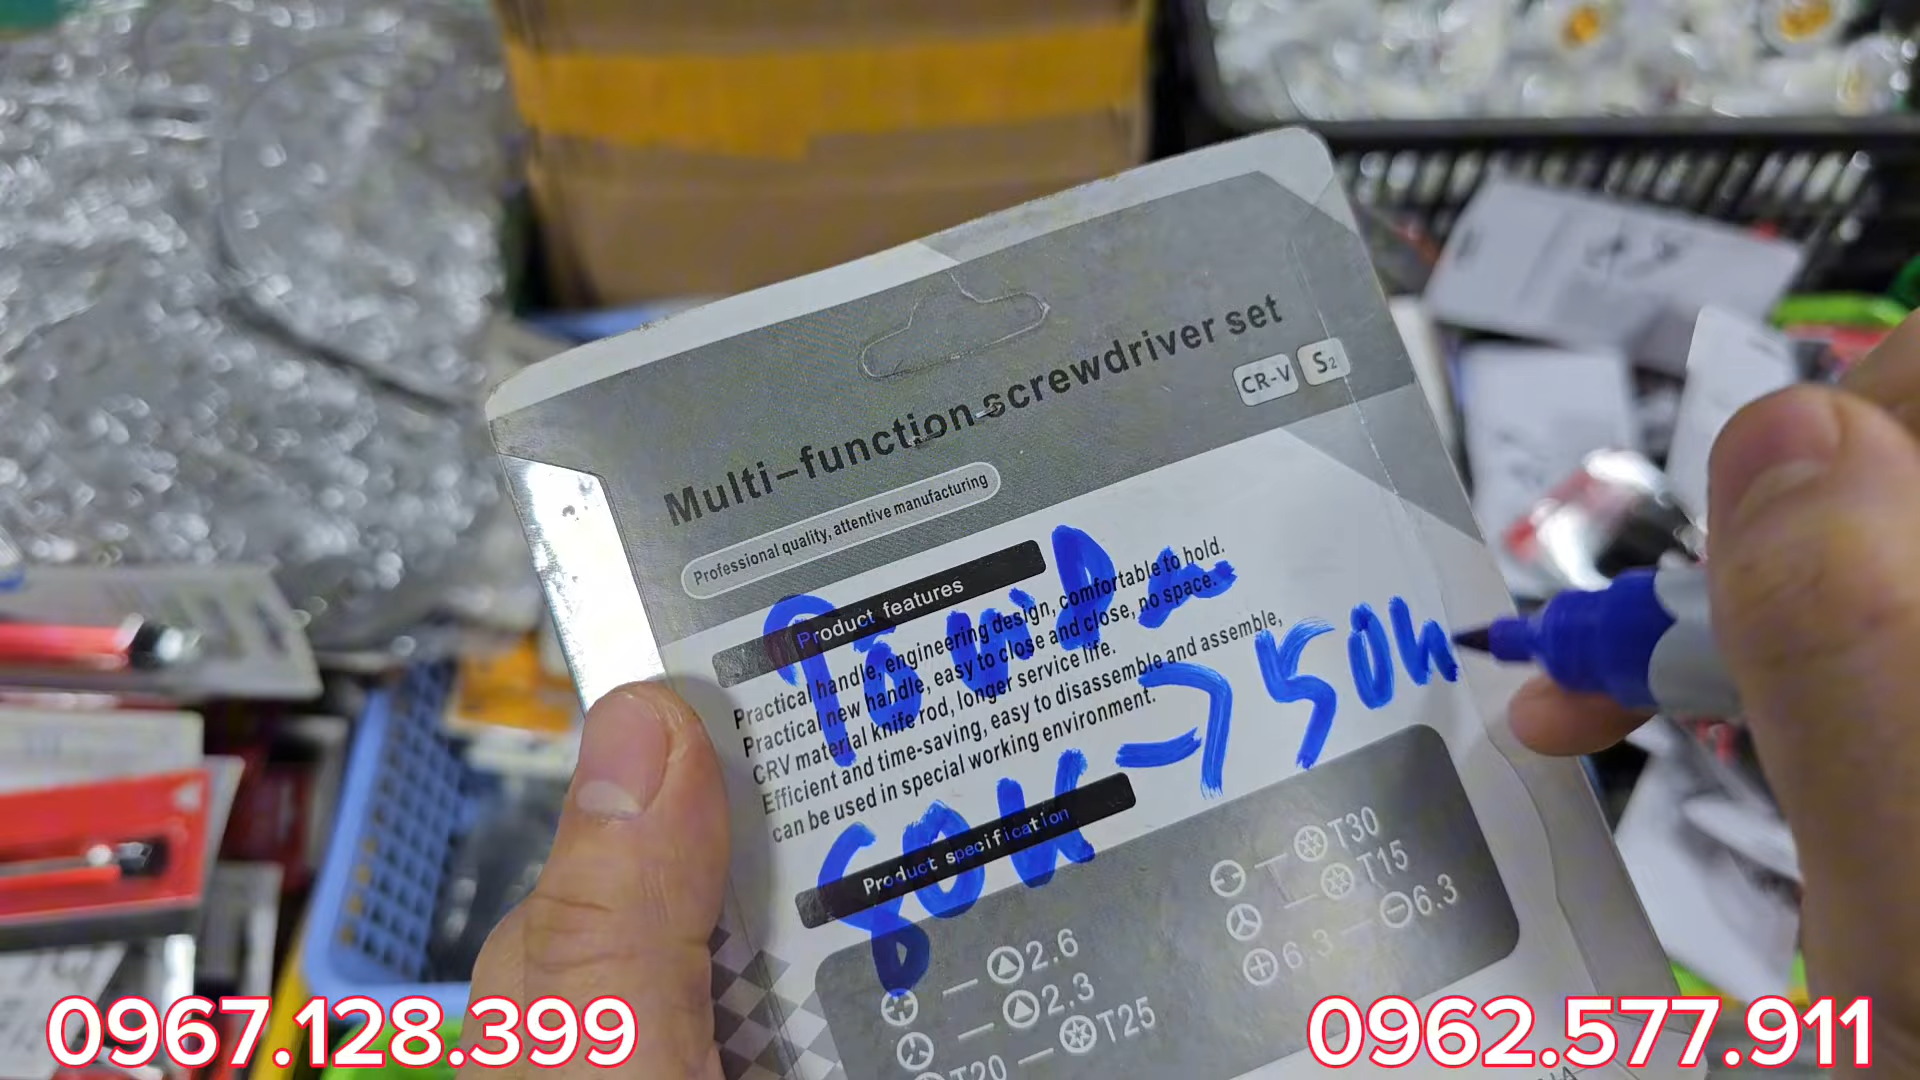 Multi-function screwdriver set
CR-V S2
Professional quality, attentive manufacturing
Product features
Practical handle, engineering design, comfortable to hold.
Practical new handle, easy to close and close, no space.
CRV material knife rod, longer service life.
Efficient and time-saving, easy to disassemble and assemble,
can be used in special working environment.
80k → 50k
Product specification
2.6
2.3
T20 — T25
T30
T15
6.3 — 6.3
0967.128.399
0962.577.911